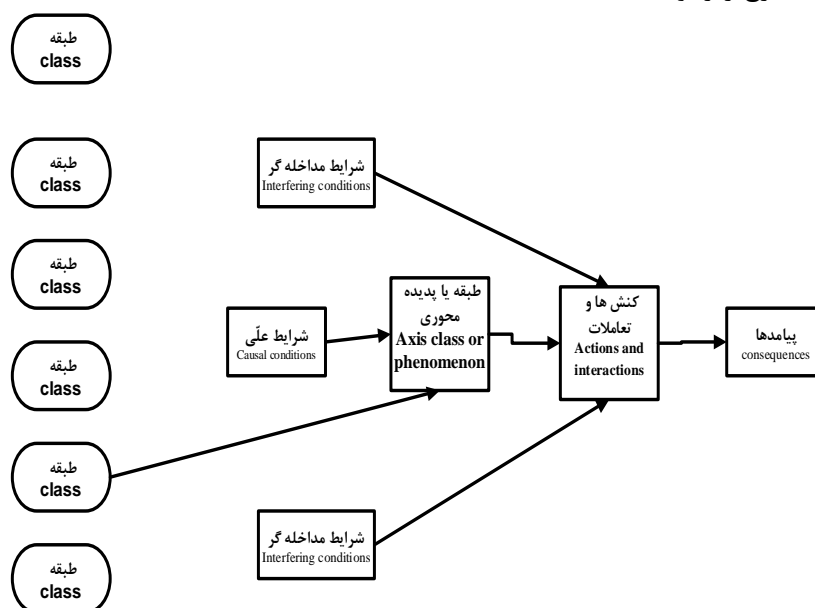 طبقه
class
طبقه
class
شرایط مداخله گر
Interfering conditions
طبقه
class
طبقه یا پدیده
محوری
Axis class or
phenomenon
کنش ها و
تعاملات
Actions and
interactions
شرایط علّی
Causal conditions
پیامدها
consequences
طبقه
class
طبقه
class
شرایط مداخله گر
Interfering conditions
طبقه
class